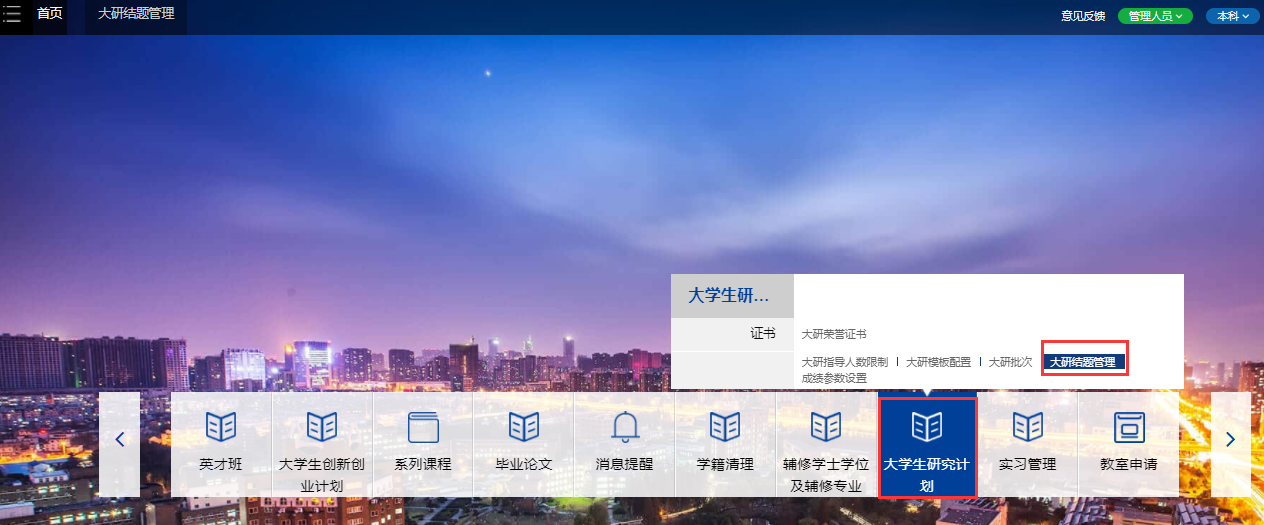 首页
大研结题管理
意见反馈
管理人员
本科
大学生研...
证书
大研荣誉证书
大研指导人数限制
大研模板配置
大研批次
大研结题管理
成绩参数设置
英才班
大学生创新创
业计划
系列课程
毕业论文
消息提醒
学籍清理
辅修学士学位
及辅修专业
大学生研究计
划
实习管理
教室申请